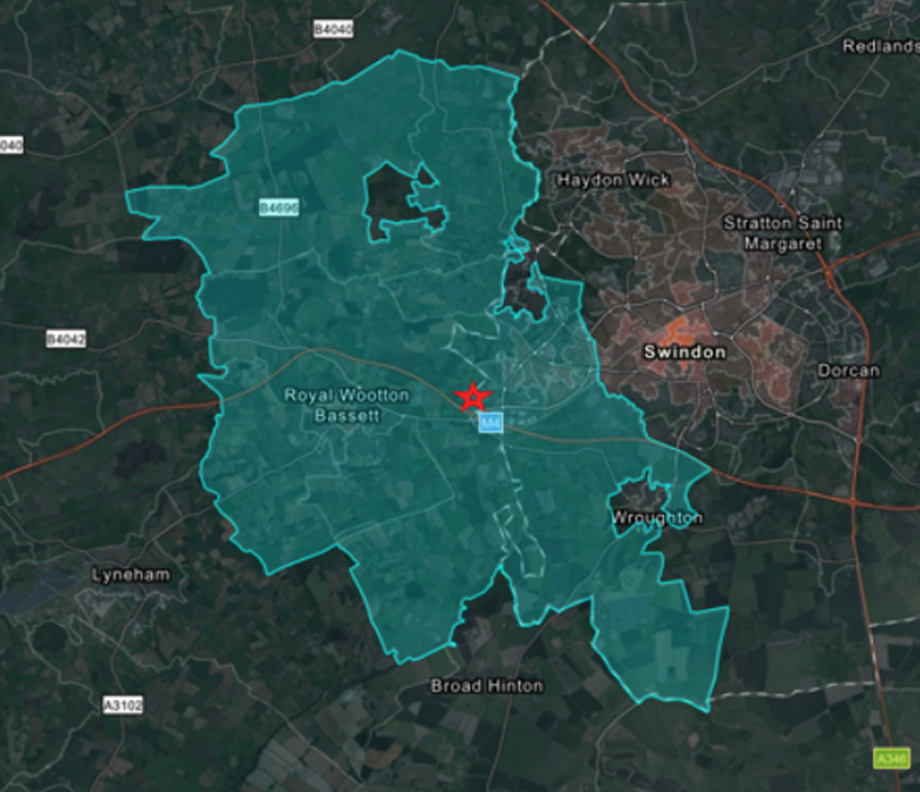 B4040
Redlands
040
Haydon Wick
B4696
Stratton Saint
Margaret
B4042
Swindon
Dorcan
Royal Wootton
Bassett
M4
Wroughton
Lyneham
Broad Hinton
A3102
A346